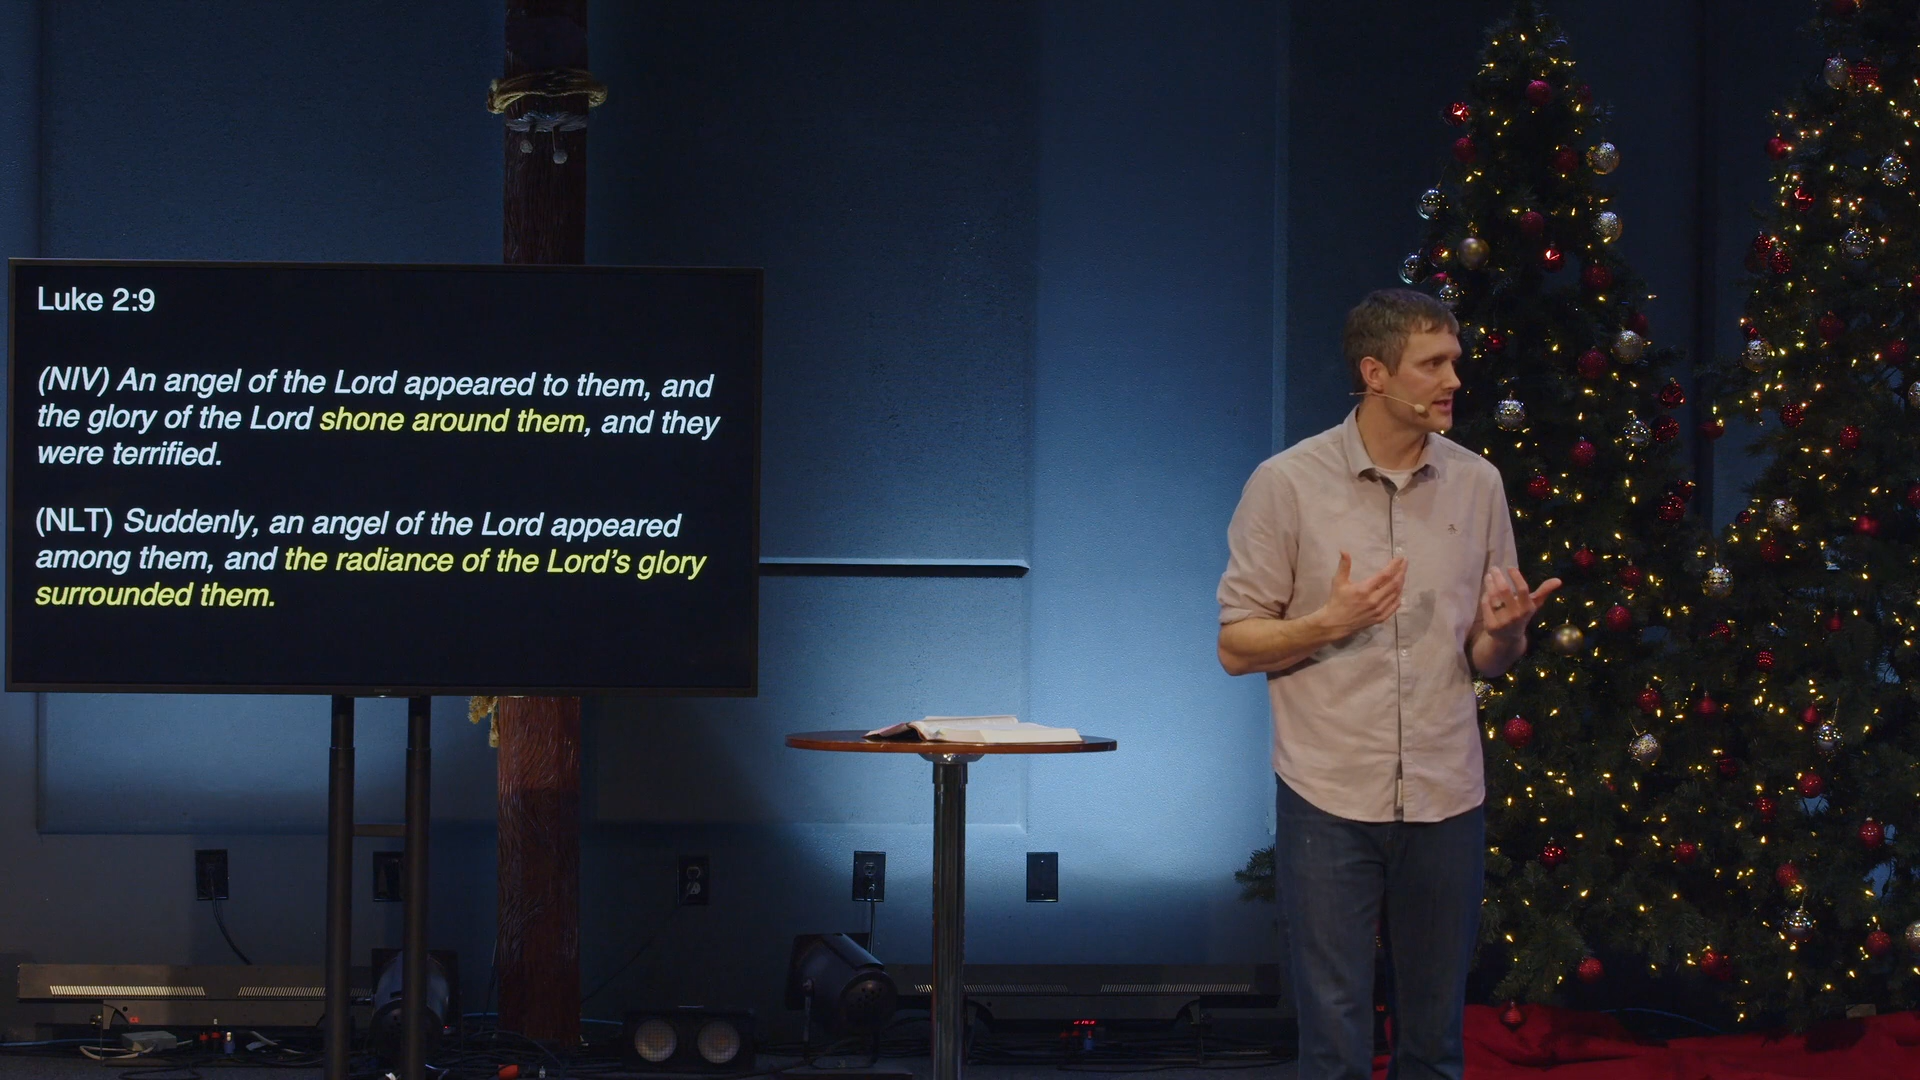 Luke 2:9
(NIV) An angel of the Lord appeared to them, and
the glory of the Lord shone around them, and they
were terrified.
(NLT) Suddenly, an angel of the Lord appeared
among them, and the radiance of the Lord’s glory
surrounded them.